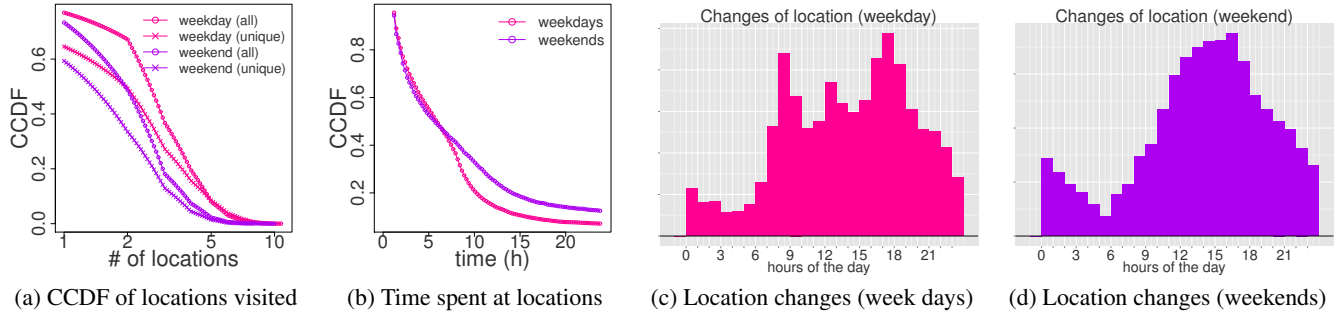 weekday (all)
weekday (unique)
weekend (all)
weekend (unique)
CCDF
0.0
0.2
0.4
0.6
1
2
5
10
# of locations
(a) CCDF of locations visited
weekdays
weekends
CCDF
0.2
0.4
0.6
0.8
0
5
10
15
20
time (h)
(b) Time spent at locations
Changes of location (weekday)
0
3
6
9
12
15
18
21
hours of the day
(c) Location changes (week days)
Changes of location (weekend)
0
3
6
9
12
15
18
21
hours of the day
(d) Location changes (weekends)